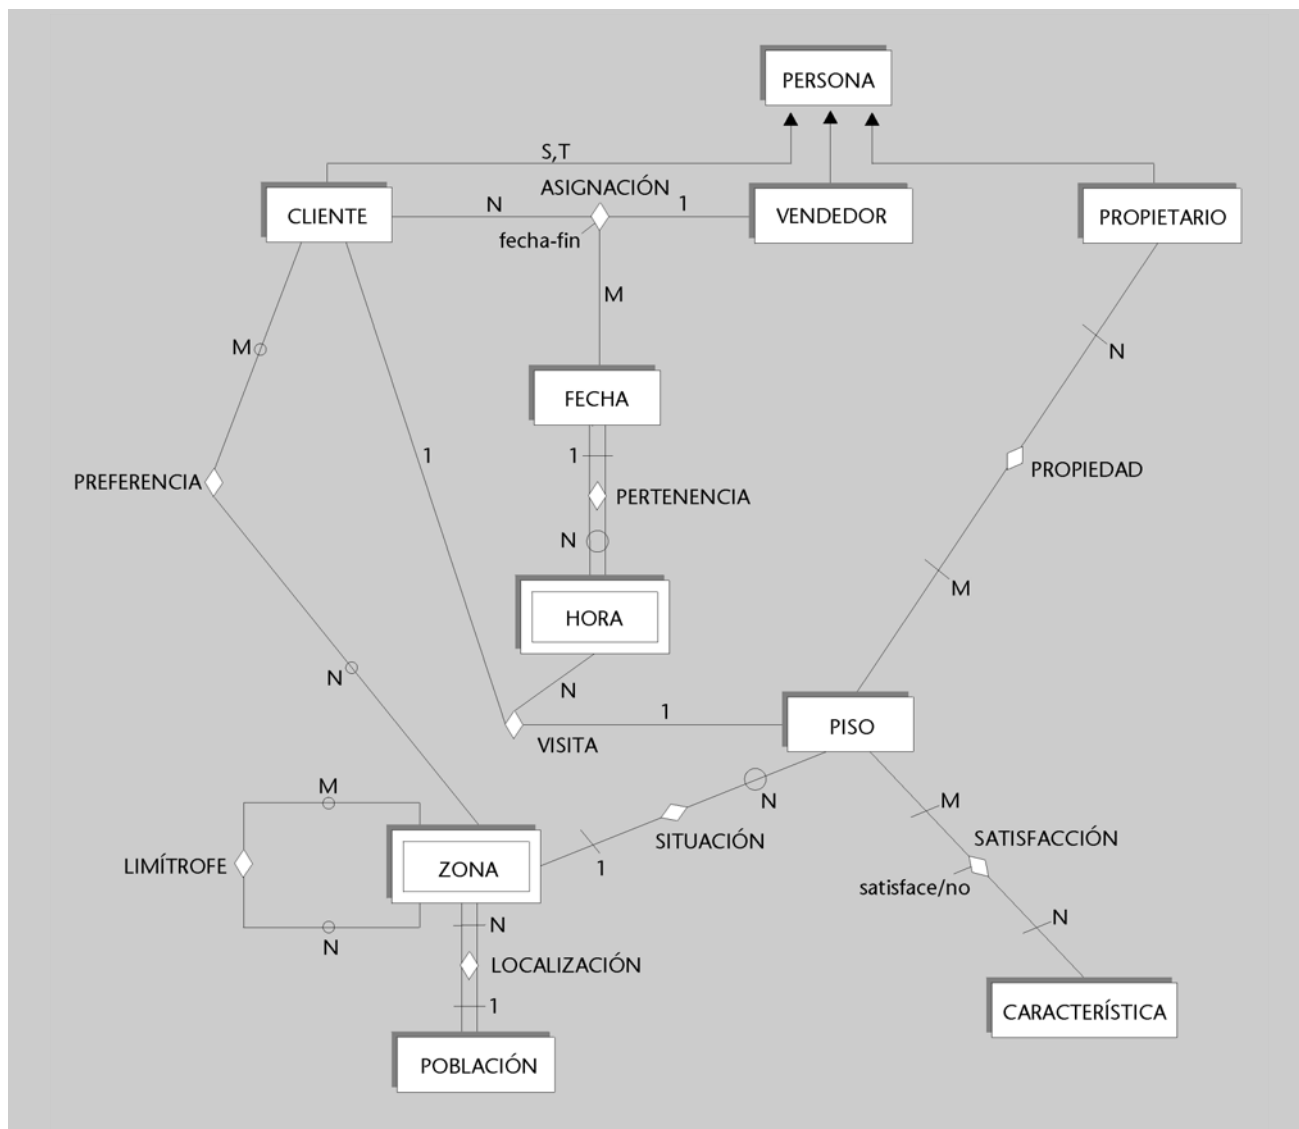 PERSONA
S,T
ASIGNACIÓN
CLIENTE
N
1
VENDEDOR
PROPIETARIO
fecha-fin
M
M
N
FECHA
1
1
PROPIEDAD
PREFERENCIA
PERTENENCIA
N
M
HORA
N
N
1
PISO
VISITA
M
N
M
SITUACIÓN
SATISFACCIÓN
LIMÍTROFE
ZONA
1
satisface/no
N
N
N
LOCALIZACIÓN
1
CARACTERÍSTICA
POBLACIÓN